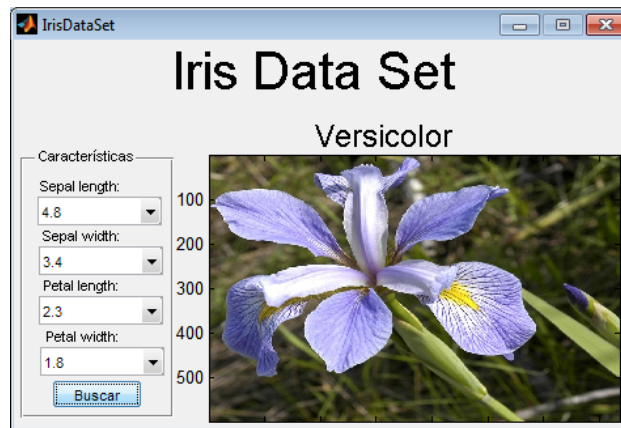 IrisDataSet
Iris Data Set
Versicolor
Características
Sepal length:
4.8
Sepal width:
3.4
Petal length:
2.3
Petal width:
1.8
Buscar
100
200
300
400
500